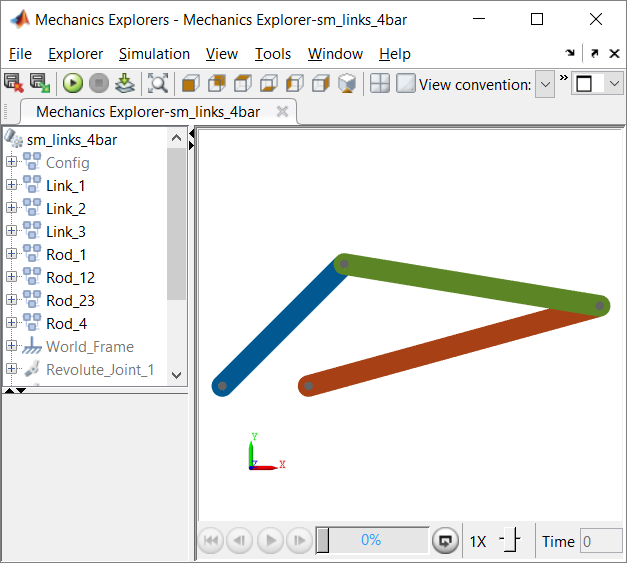 Mechanics Explorers - Mechanics Explorer-sm_links_4bar
File Explorer Simulation View Tools Window Help
View convention:
Mechanics Explorer-sm_links_4bar
sm_links_4bar
Config
Link_1
Link_2
Link_3
Rod_1
Rod_12
Rod_23
Rod_4
World_Frame
Revolute_Joint_1
Y
Z
X
0%
1X
Time 0